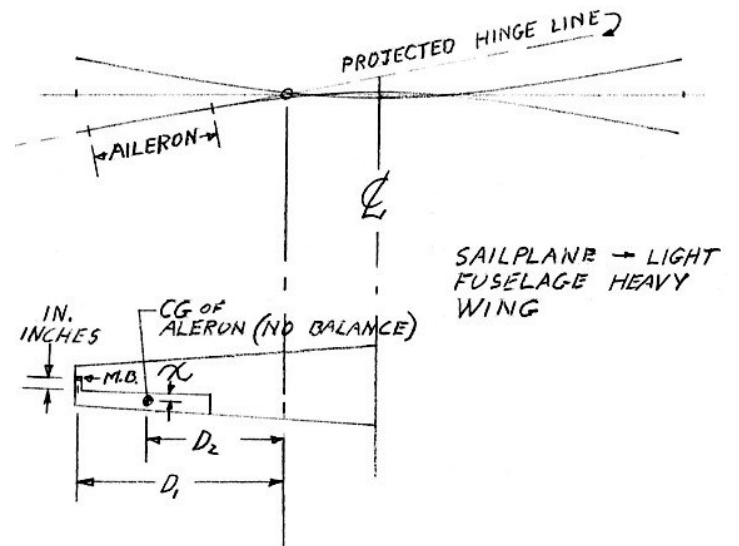 PROJECTED HINGE LINE
AILERON
℄
SAILPLANE → LIGHT
FUSELAGE HEAVY
WING
IN.
INCHES
CG OF
ALERON (NO BALANCE)
M.B.
x
D₂
D₁